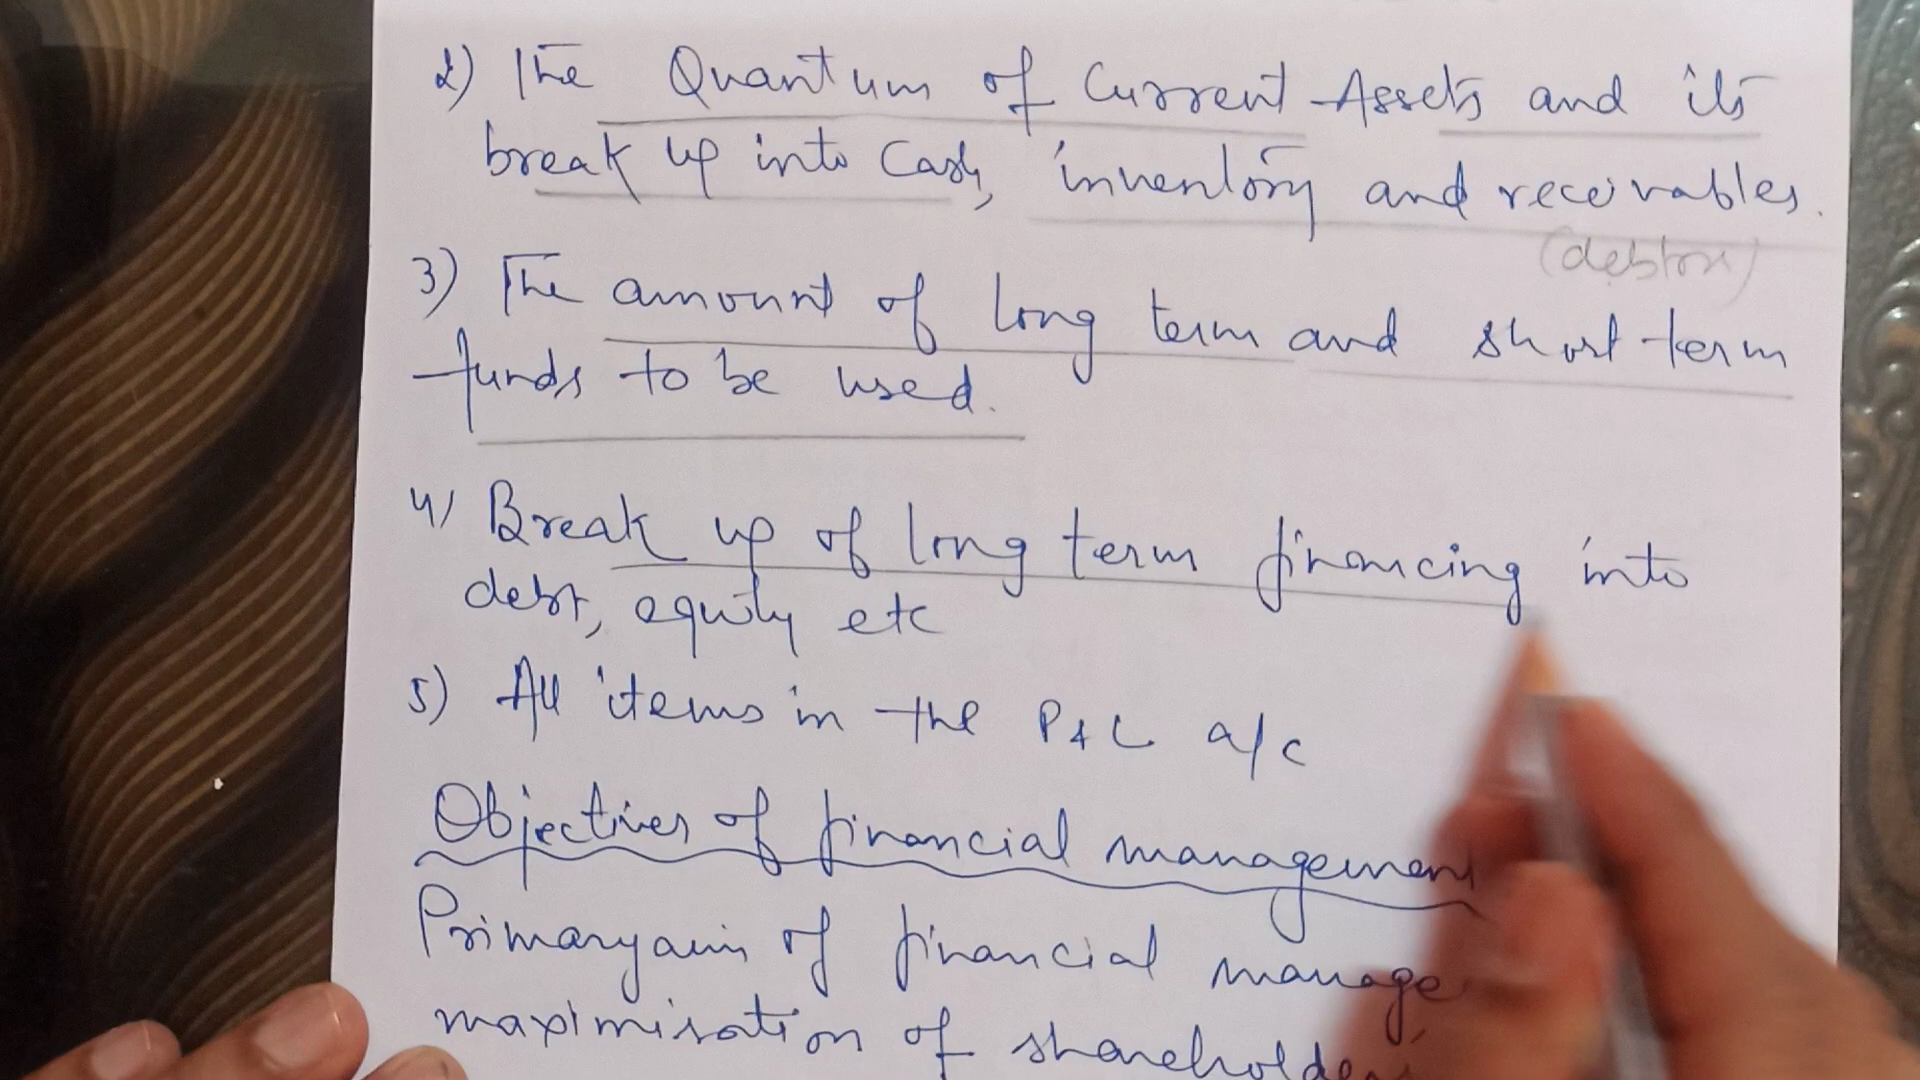 2) The Quantum of Current Assets and its
break up into Cash, inventory and receivables.
(debtors)
3) The amount of long term and short term
funds to be used.
4) Break up of long term financing into
debt, equity etc
5) All items in the P & L a/c
Objectives of financial management
Primary aim of financial manage
maximisation of shareholders